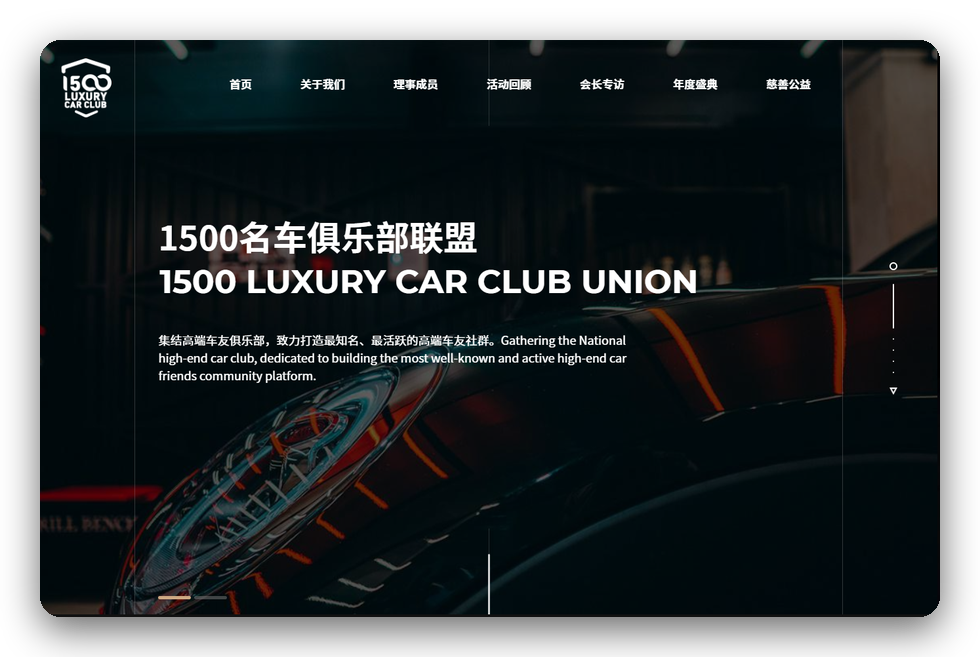 1500
LUXURY
CAR CLUB
首页 关于我们 理事成员 活动回顾 会长专访 年度盛典 慈善公益
1500名车俱乐部联盟
1500 LUXURY CAR CLUB UNION
集结高端车友俱乐部，致力打造最知名、最活跃的高端车友社群。Gathering the National
high-end car club, dedicated to building the most well-known and active high-end car
friends community platform.